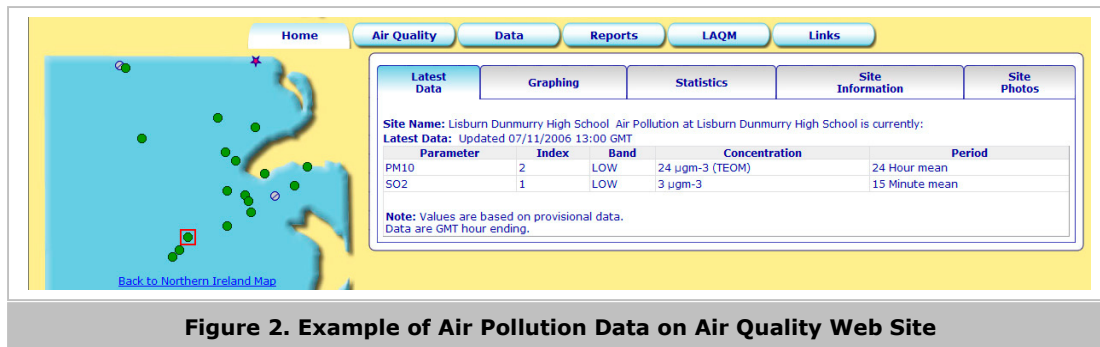 Home Air Quality Data Reports LAQM Links
Latest Data Graphing Statistics Site Information Site Photos
Site Name: Lisburn Dunmurry High School Air Pollution at Lisburn Dunmurry High School is currently:
Latest Data: Updated 07/11/2006 13:00 GMT
Parameter Index Band Concentration Period
PM10 2 LOW 24 µgm-3 (TEOM) 24 Hour mean
SO2 1 LOW 3 µgm-3 15 Minute mean
Note: Values are based on provisional data.
Data are GMT hour ending.
Back to Northern Ireland Map
Figure 2. Example of Air Pollution Data on Air Quality Web Site